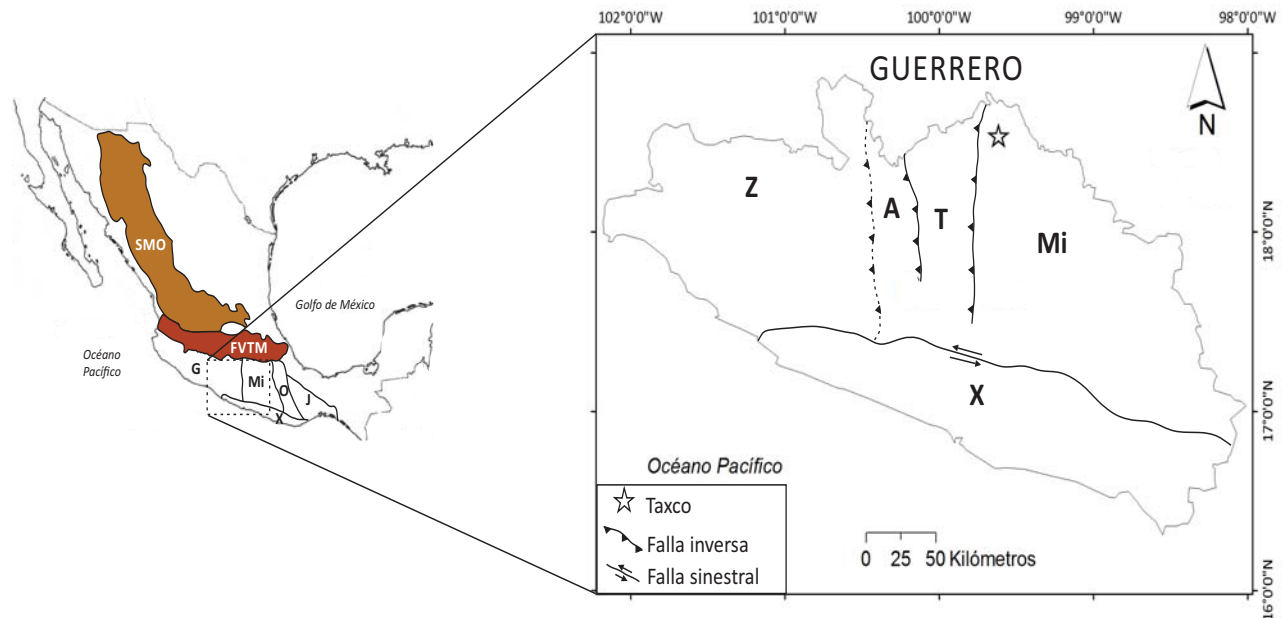 SMO
Golfo de México
Océano
Pacífico
FVTM
G
Mi
O
J
X
102°0'0"W
101°0'0"W
100°0'0"W
99°0'0"W
98°0'0"W
GUERRERO
N
Z
A
T
Mi
X
18°0'0"N
17°0'0"N
16°0'0"N
Océano Pacífico
Taxco
Falla inversa
Falla sinestral
0 25 50 Kilómetros